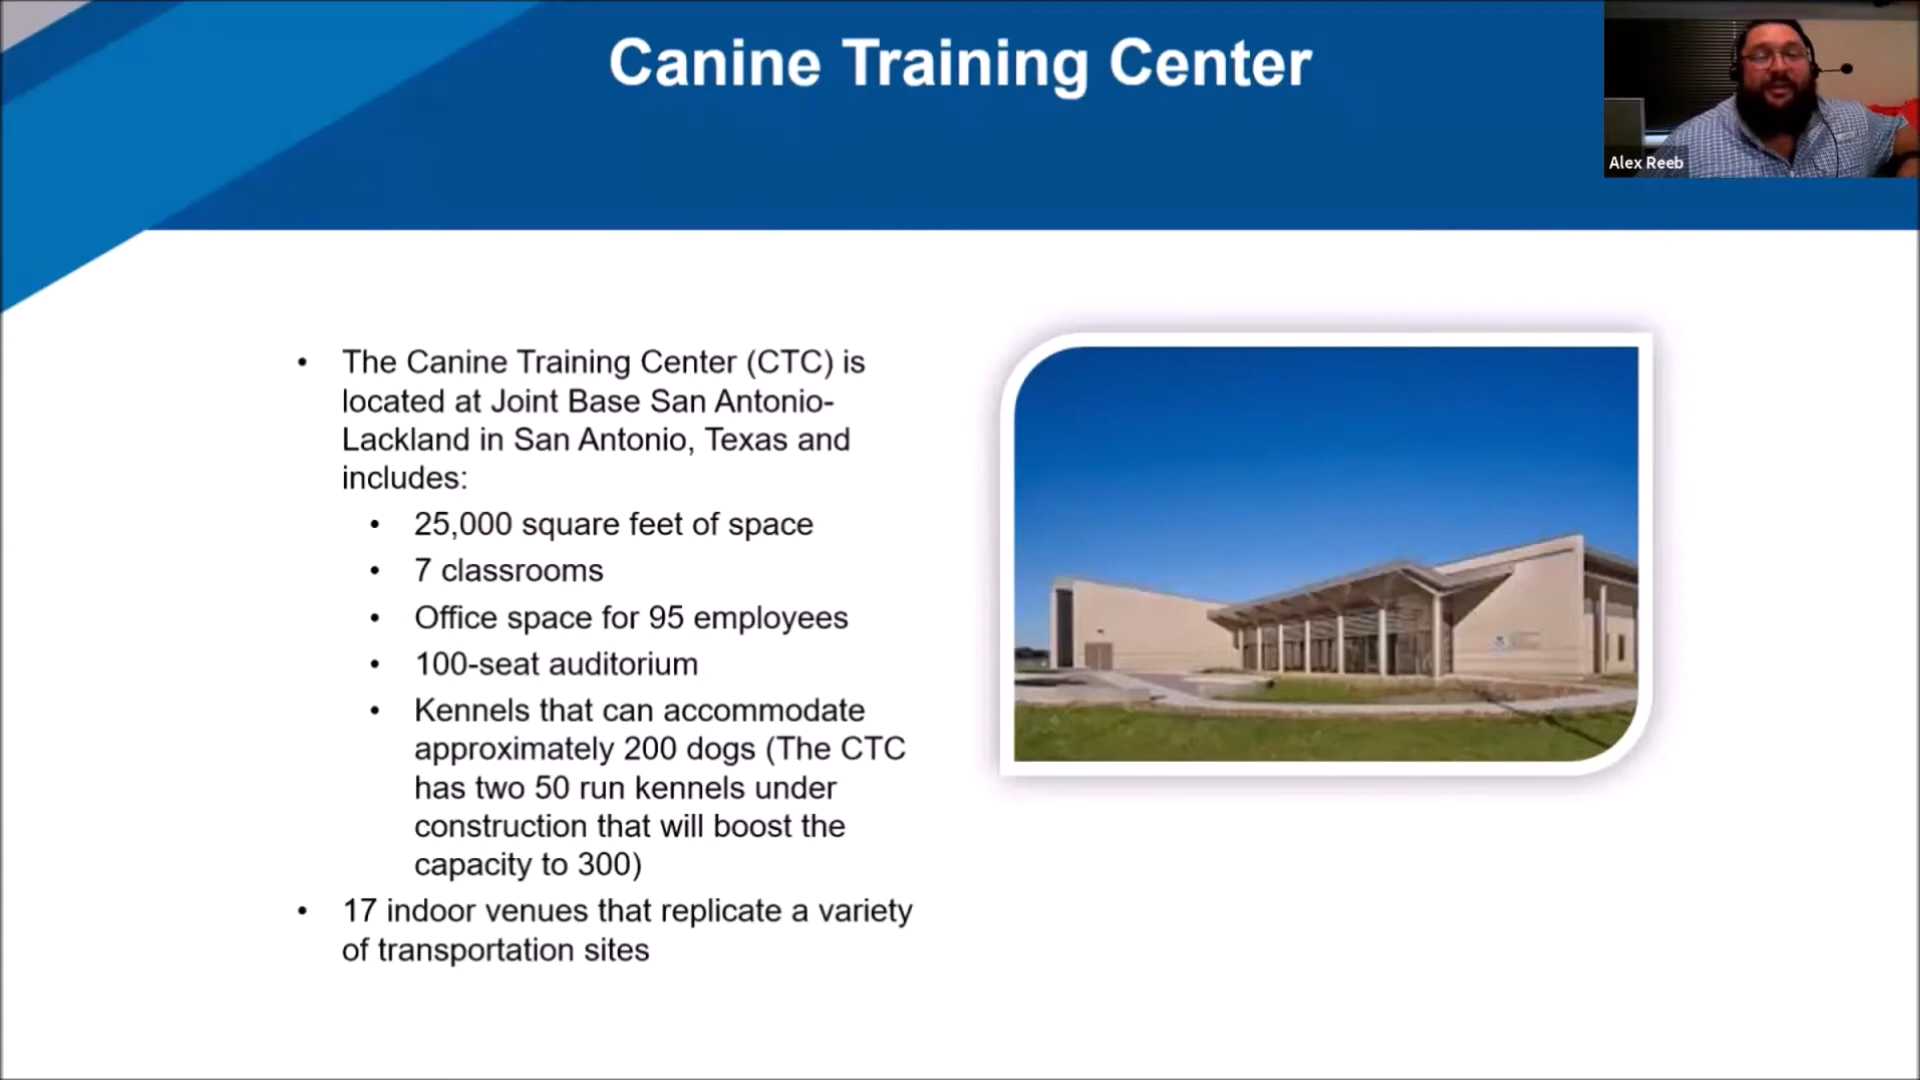 Canine Training Center
Alex Reeb
• The Canine Training Center (CTC) is
located at Joint Base San Antonio-
Lackland in San Antonio, Texas and
includes:
• 25,000 square feet of space
• 7 classrooms
• Office space for 95 employees
• 100-seat auditorium
• Kennels that can accommodate
approximately 200 dogs (The CTC
has two 50 run kennels under
construction that will boost the
capacity to 300)
• 17 indoor venues that replicate a variety
of transportation sites